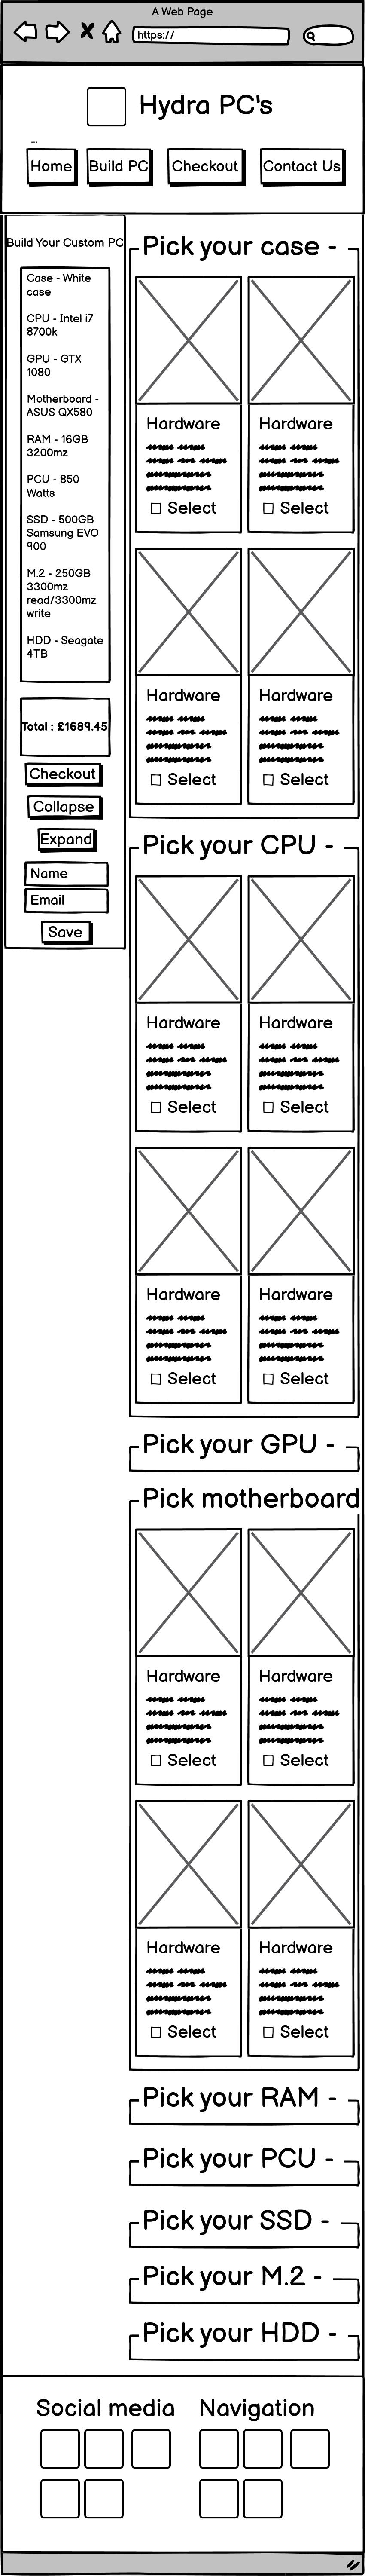 A Web Page
https://
Hydra PC's
...
Home
Build PC
Checkout
Contact Us
Build Your Custom PC
Case - White
case
CPU - Intel i7
8700k
GPU - GTX
1080
Motherboard -
ASUS QX580
RAM - 16GB
3200mz
PCU - 850
Watts
SSD - 500GB
Samsung EVO
900
M.2 - 250GB
3300mz
read/3300mz
write
HDD - Seagate
4TB
Total : £1689.45
Checkout
Collapse
Expand
Name
Email
Save
Pick your case -
Hardware
Select
Hardware
Select
Hardware
Select
Hardware
Select
Pick your CPU -
Hardware
Select
Hardware
Select
Hardware
Select
Hardware
Select
Pick your GPU -
Pick motherboard
Hardware
Select
Hardware
Select
Hardware
Select
Hardware
Select
Pick your RAM -
Pick your PCU -
Pick your SSD -
Pick your M.2 -
Pick your HDD -
Social media
Navigation